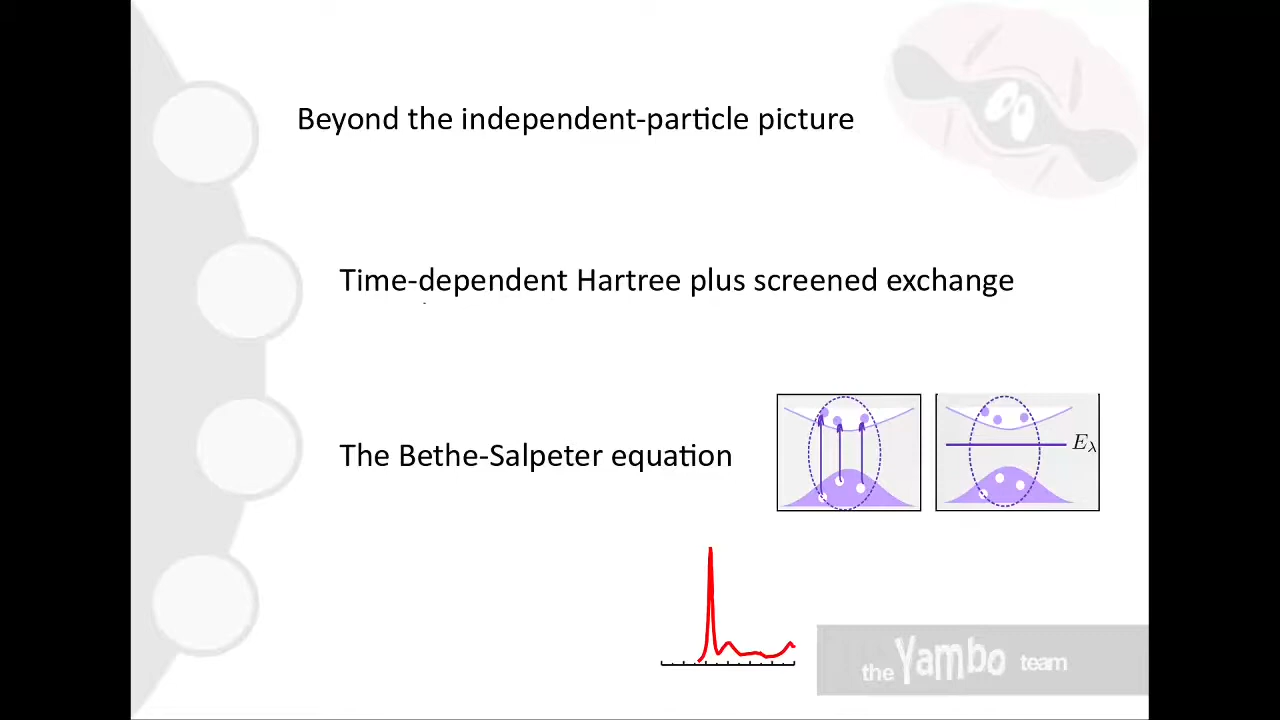 Beyond the independent-particle picture
Time-dependent Hartree plus screened exchange
The Bethe-Salpeter equation
Eλ
the Yambo team